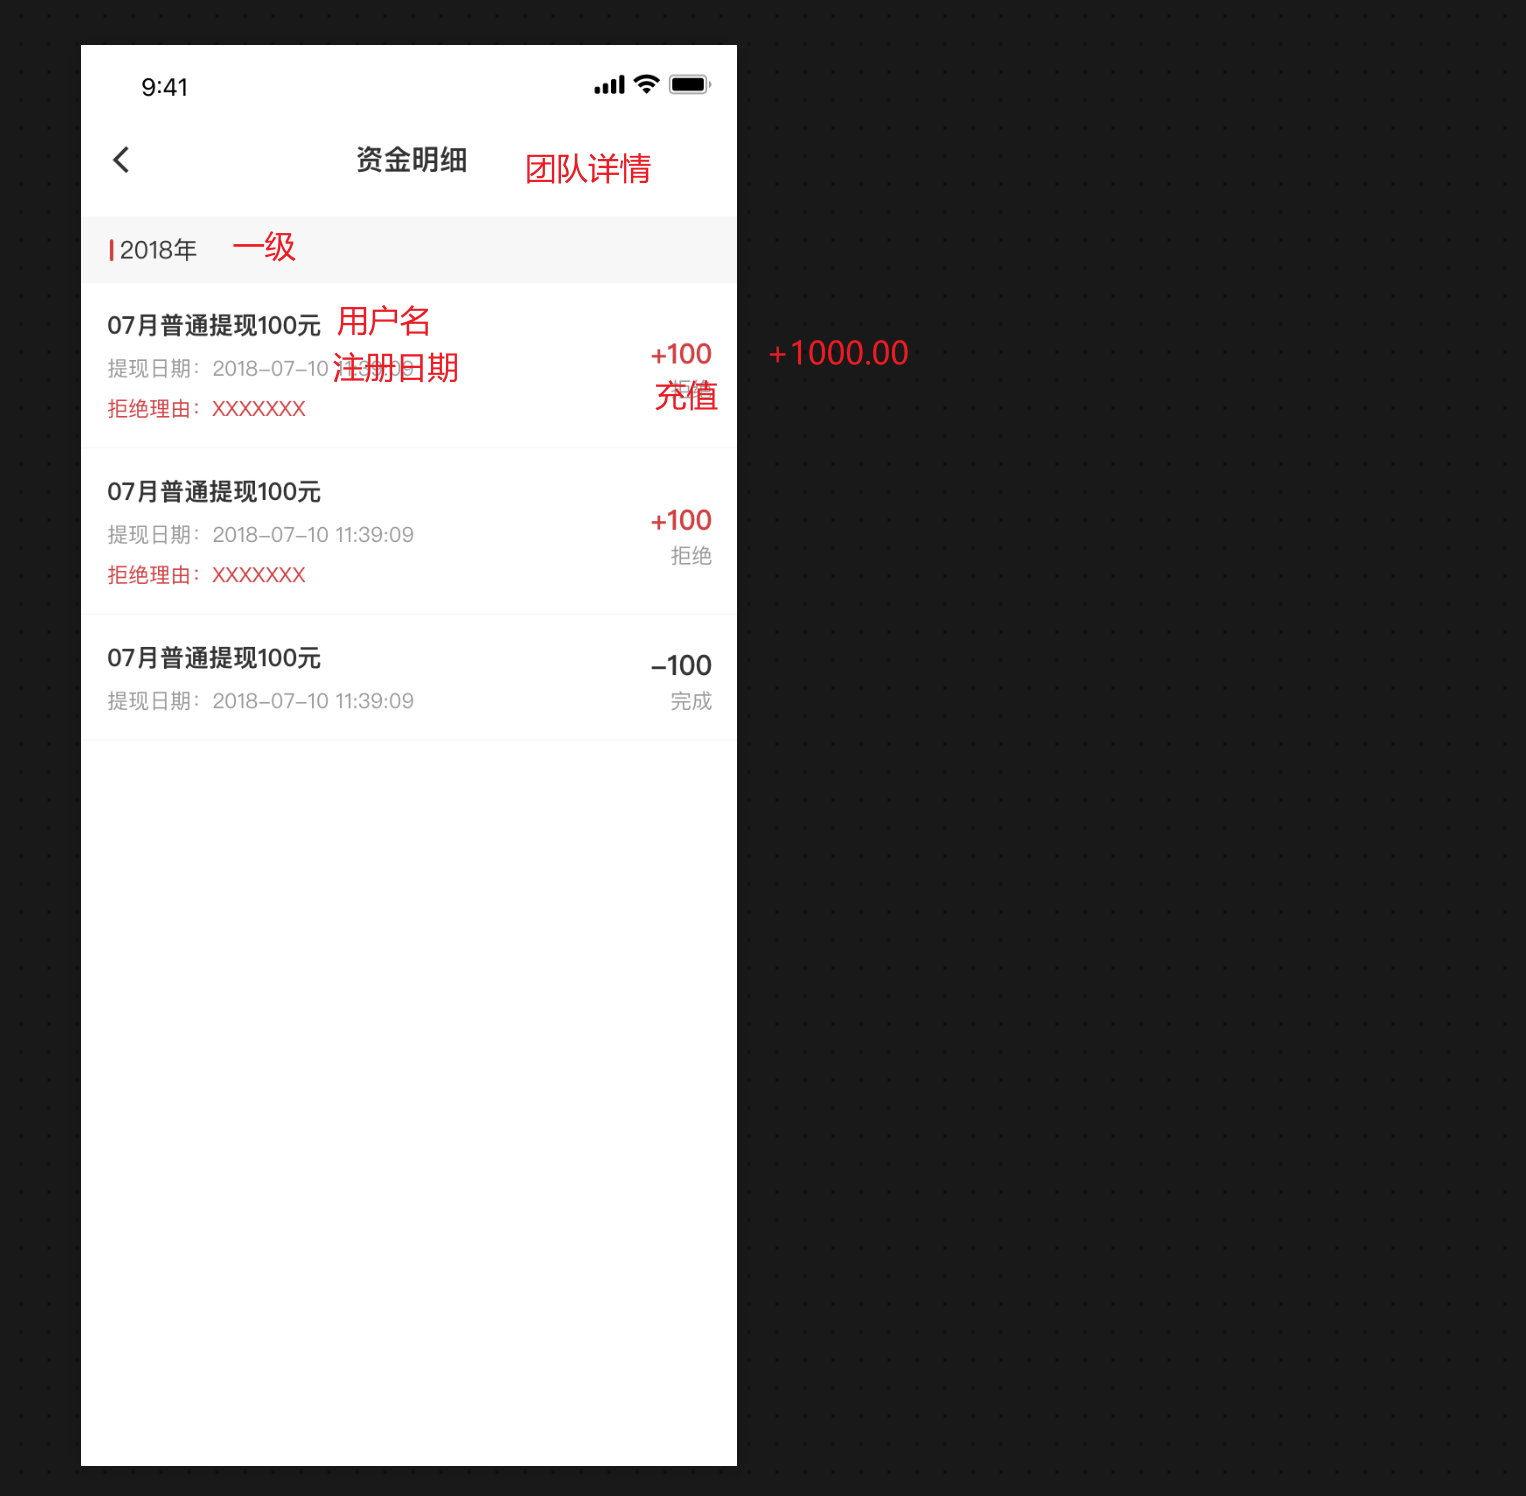 9:41
资金明细 团队详情
2018年 一级
07月普通提现100元 用户名
+100 +1000.00
提现日期：2018-07-10 11:39:09 注册日期
拒绝 充值
拒绝理由：XXXXXXX
07月普通提现100元
+100
提现日期：2018-07-10 11:39:09
拒绝
拒绝理由：XXXXXXX
07月普通提现100元
-100
提现日期：2018-07-10 11:39:09
完成